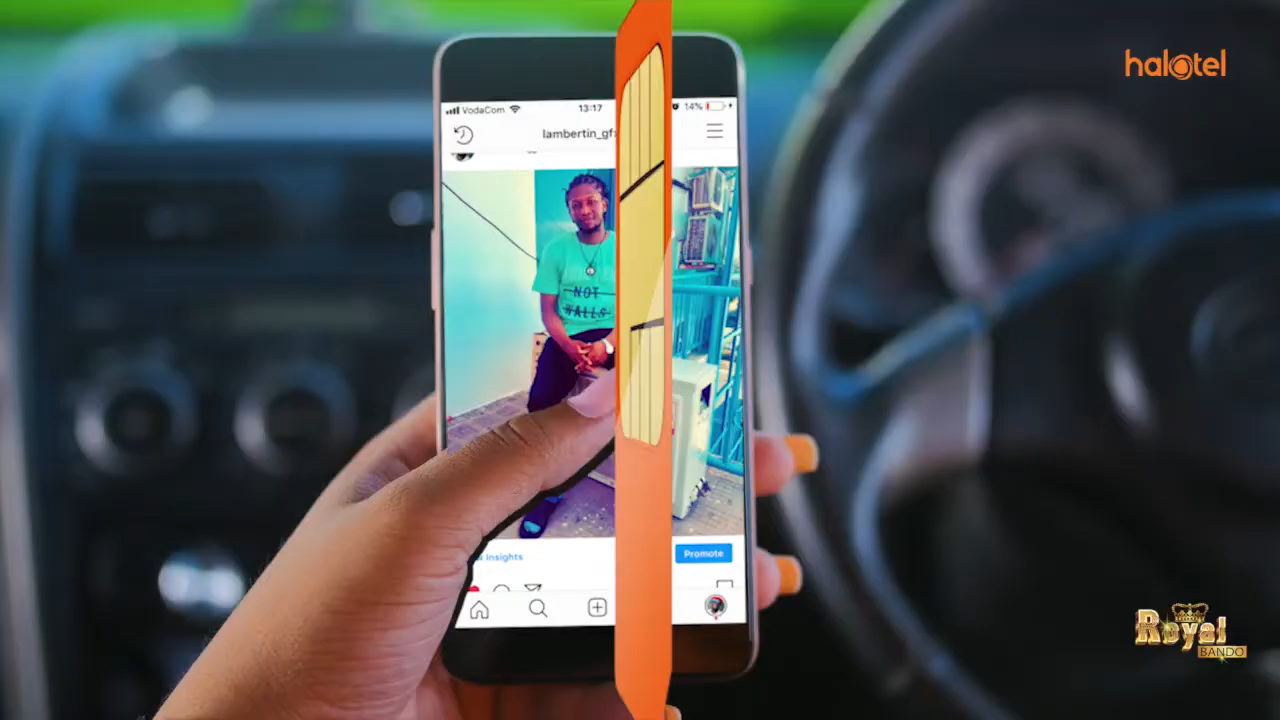 halotel
VodaCom
13:17
14%
lambertin_gf
NOT
WALLS
Insights
Promote
Royal
BANDO